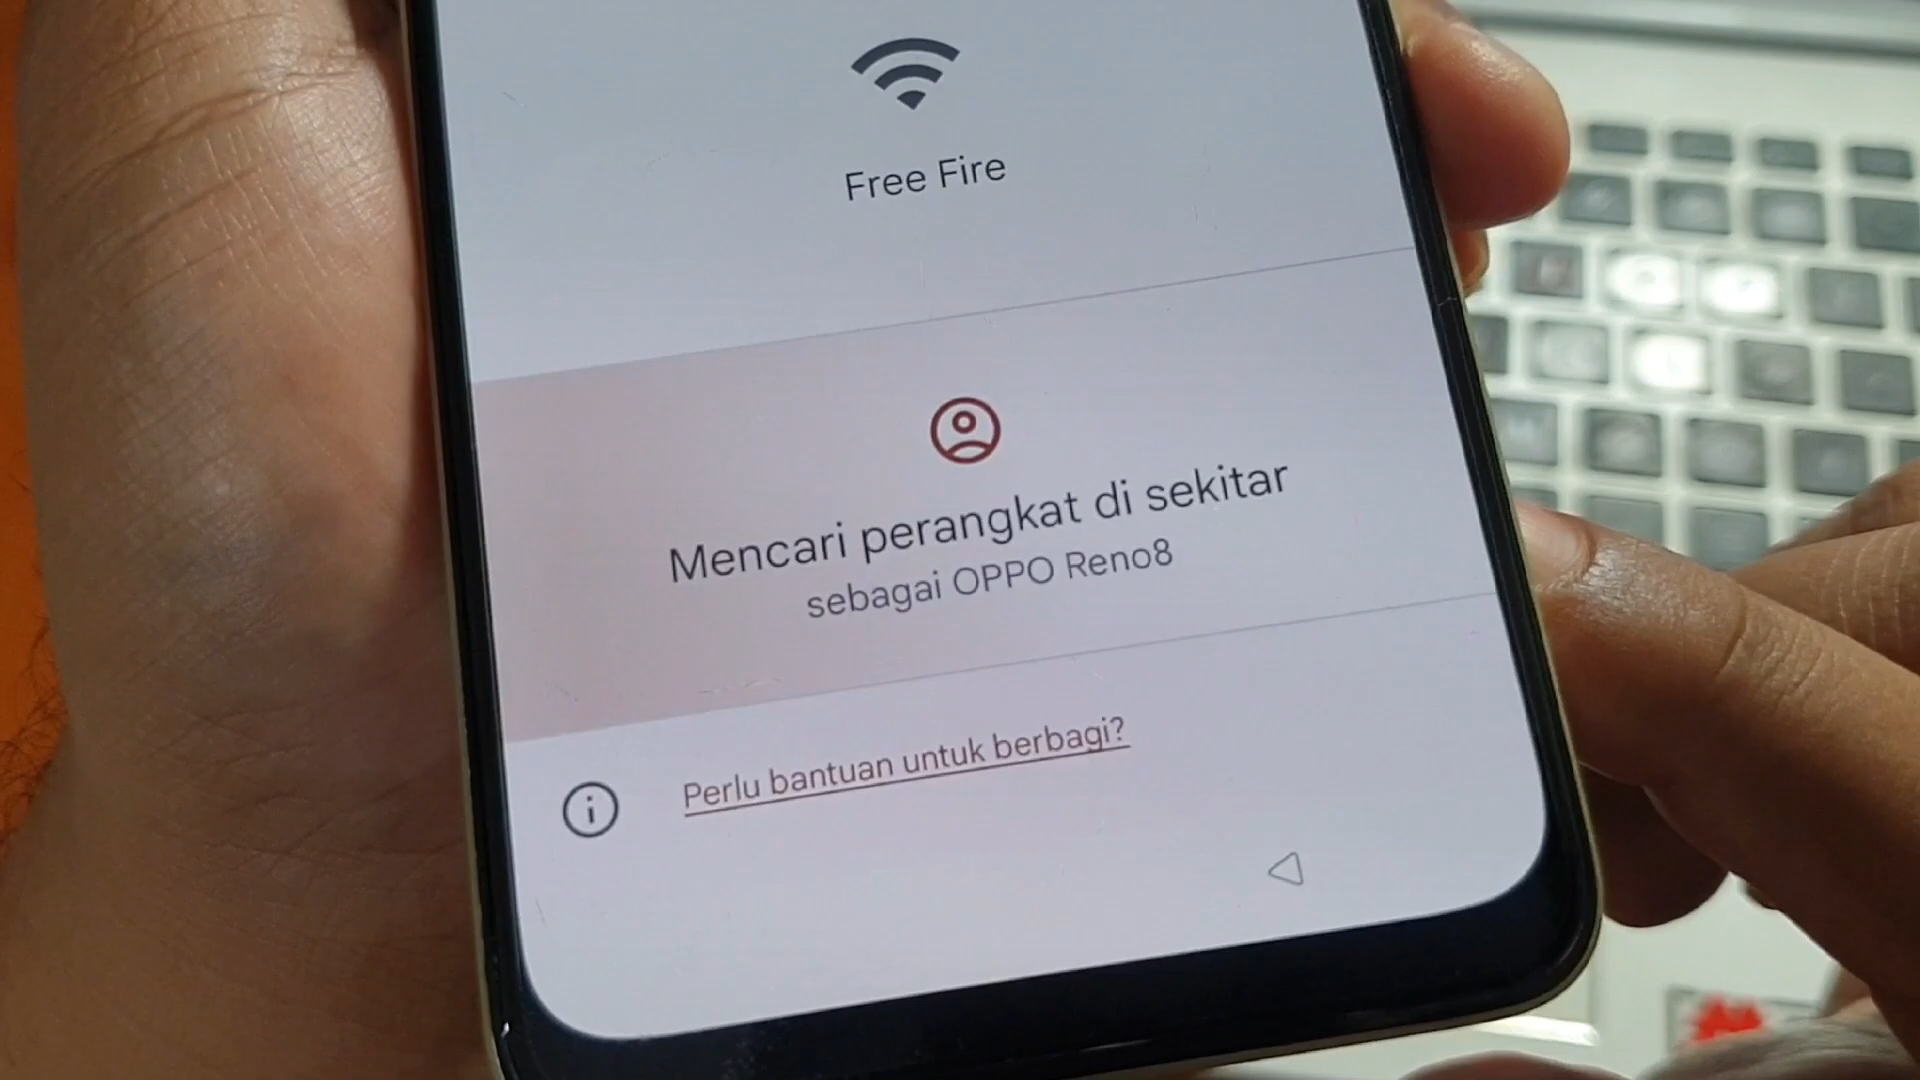 Free Fire
Mencari perangkat di sekitar
sebagai OPPO Reno8
Perlu bantuan untuk berbagi?